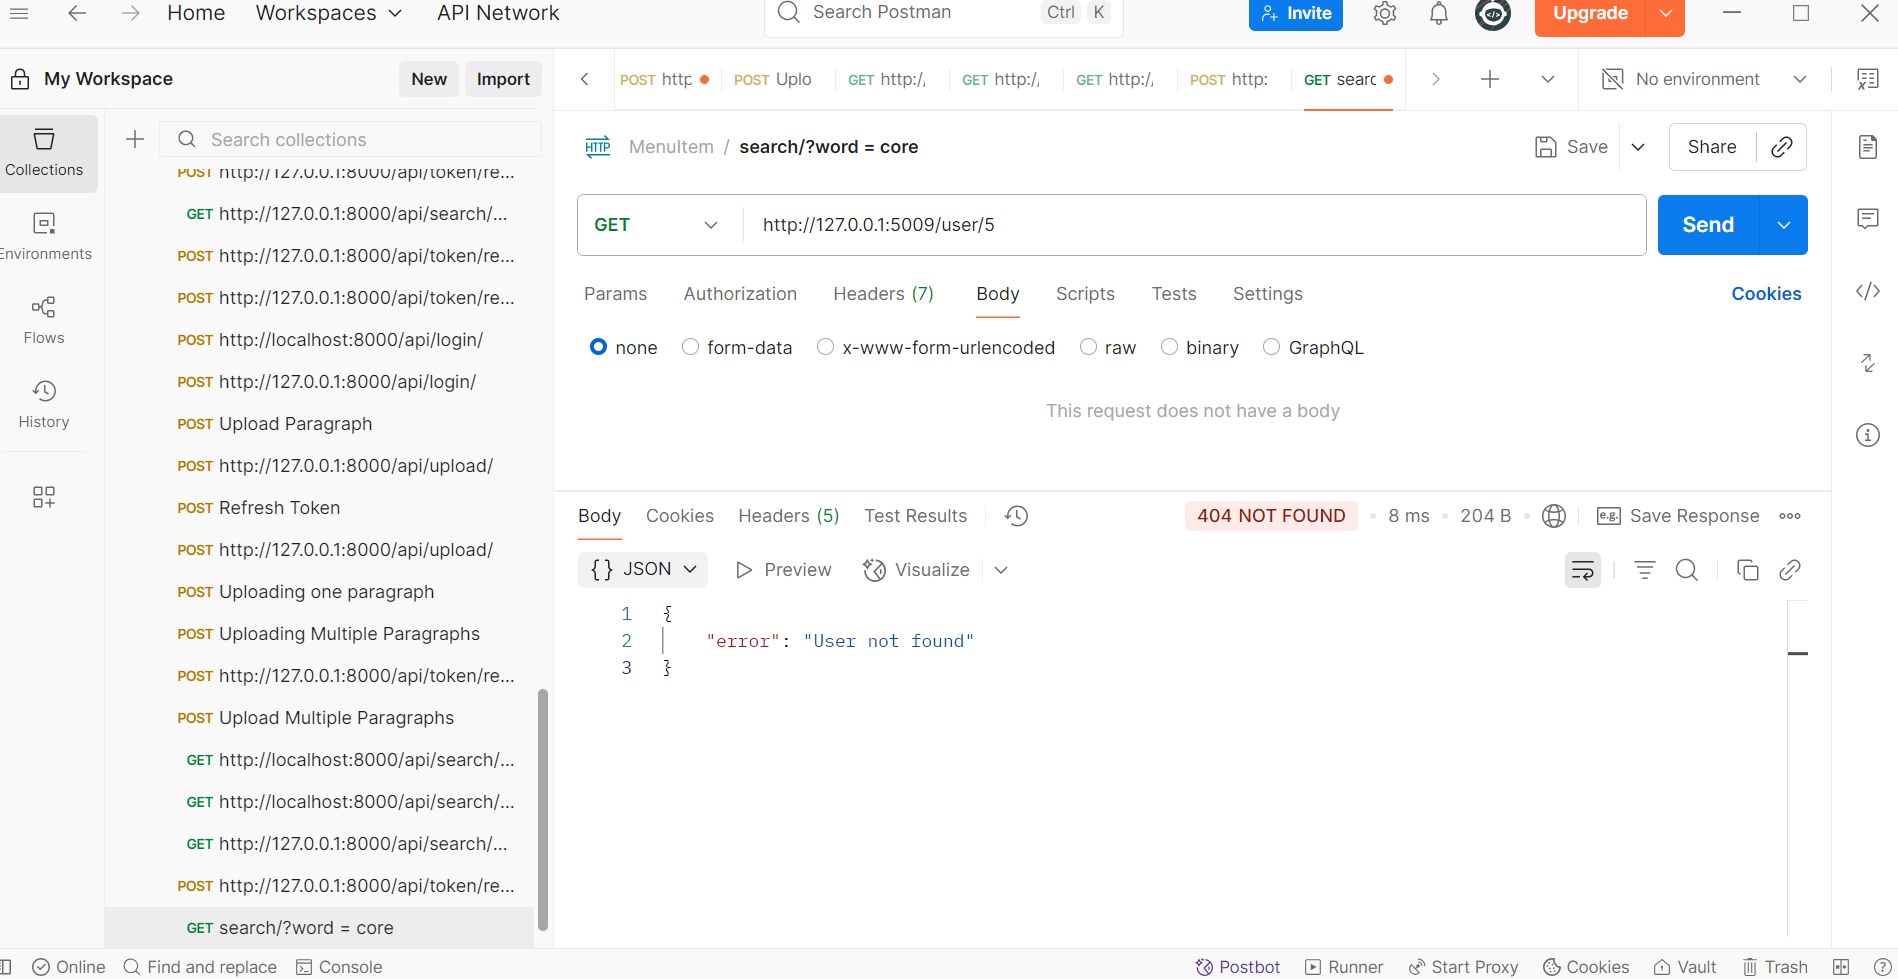 Home Workspaces API Network Search Postman Ctrl K Invite Upgrade
My Workspace New Import
POST http POST Uplo GET http:/ GET http:/ GET http:/ POST http: GET searc No environment
Search collections
Collections
Environments
Flows
History
POST http://127.0.0.1:8000/api/token/re...
GET http://127.0.0.1:8000/api/search/...
POST http://127.0.0.1:8000/api/token/re...
POST http://127.0.0.1:8000/api/token/re...
POST http://localhost:8000/api/login/
POST http://127.0.0.1:8000/api/login/
POST Upload Paragraph
POST http://127.0.0.1:8000/api/upload/
POST Refresh Token
POST http://127.0.0.1:8000/api/upload/
POST Uploading one paragraph
POST Uploading Multiple Paragraphs
POST http://127.0.0.1:8000/api/token/re...
POST Upload Multiple Paragraphs
GET http://localhost:8000/api/search/...
GET http://localhost:8000/api/search/...
GET http://127.0.0.1:8000/api/search/...
POST http://127.0.0.1:8000/api/token/re...
GET search/?word = core
HTTP MenuItem / search/?word = core Save Share
GET http://127.0.0.1:5009/user/5 Send
Params Authorization Headers (7) Body Scripts Tests Settings Cookies
none form-data x-www-form-urlencoded raw binary GraphQL
This request does not have a body
Body Cookies Headers (5) Test Results 404 NOT FOUND 8 ms 204 B e.g. Save Response
{} JSON Preview Visualize
1 {
2 "error": "User not found"
3 }
Online Find and replace Console Postbot Runner Start Proxy Cookies Vault Trash